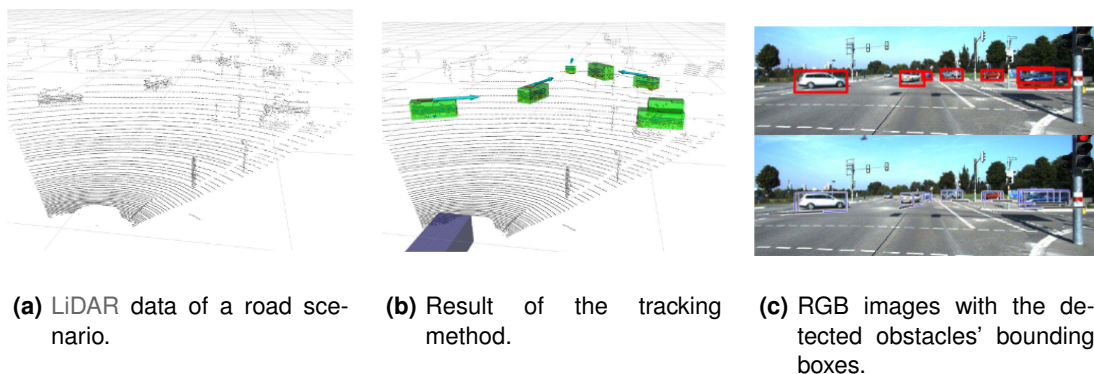 (a) LiDAR data of a road sce-
nario.
(b) Result of the tracking
method.
(c) RGB images with the de-
tected obstacles’ bounding
boxes.